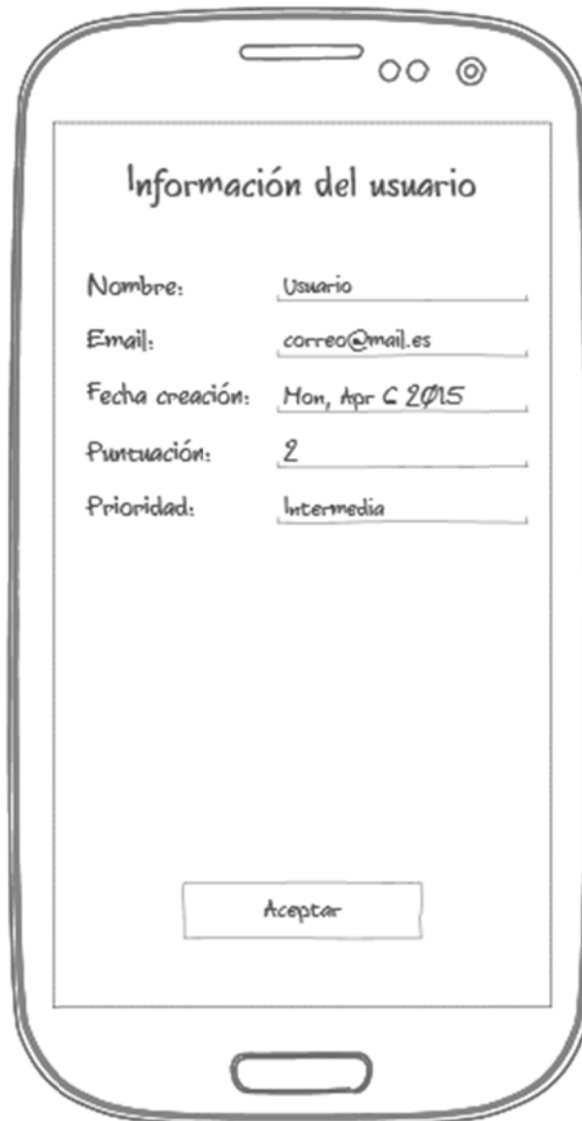 Información del usuario
Nombre: Usuario
Email: correo@mail.es
Fecha creación: Mon, Apr 6 2015
Puntuación: 2
Prioridad: Intermedia
Aceptar